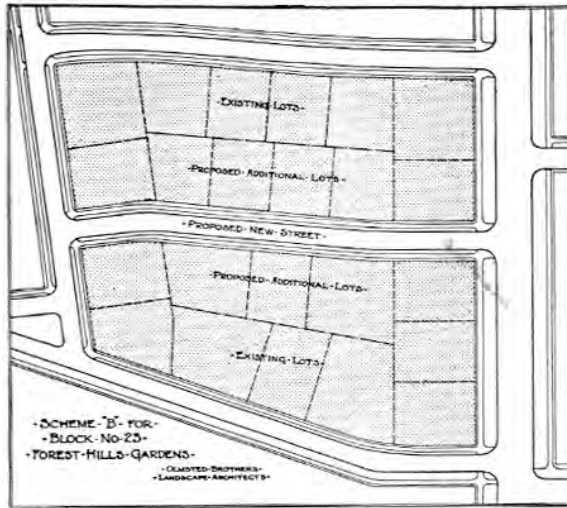 -EXISTING-LOTS-
-PROPOSED-ADDITIONAL-LOTS-
-PROPOSED-NEW-STREET-
-PROPOSED-ADDITIONAL-LOTS-
-EXISTING-LOTS-
-SCHEME-"B"-FOR-
-BLOCK-NO-23-
-FOREST-HILLS-GARDENS-
-OLMSTED-BROTHERS-
-LANDSCAPE-ARCHITECTS-